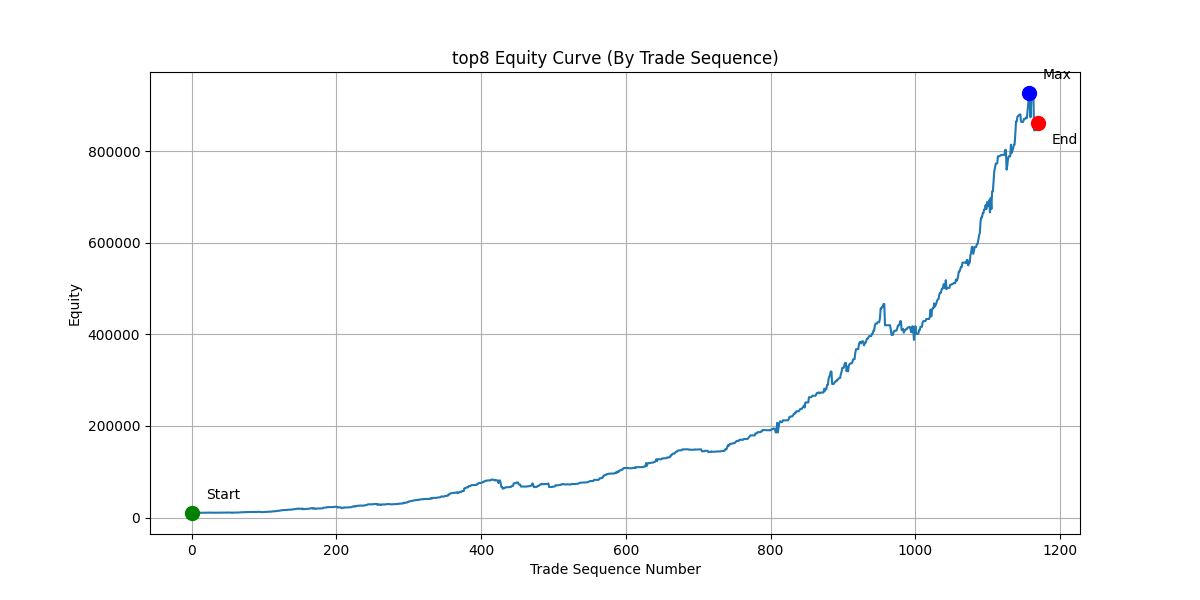 top8 Equity Curve (By Trade Sequence)
Max
End
Start
Equity
800000
600000
400000
200000
0
0 200 400 600 800 1000 1200
Trade Sequence Number